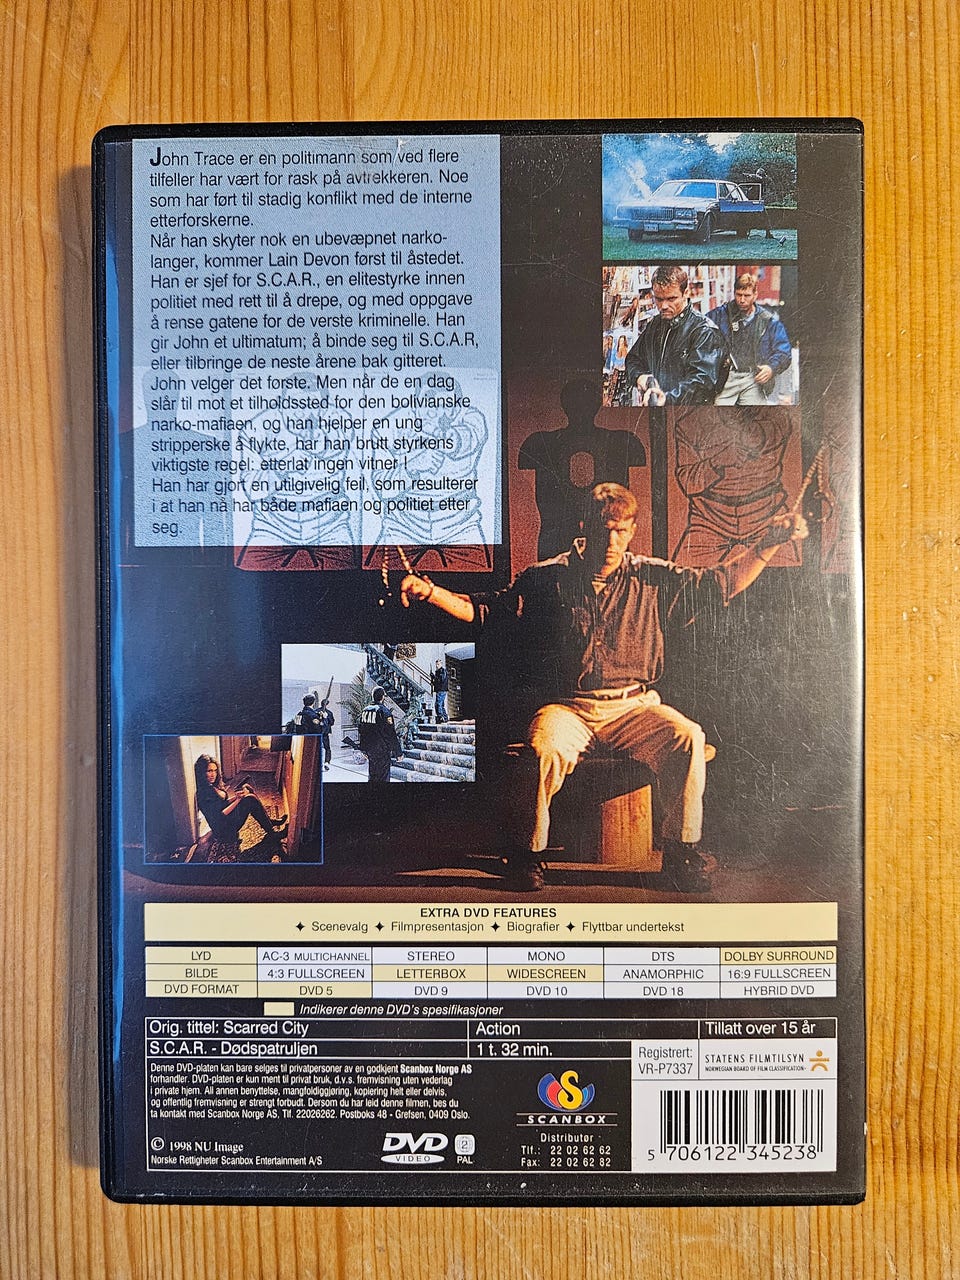 John Trace er en politimann som ved flere
tilfeller har vært for rask på avtrekkeren. Noe
som har ført til stadig konflikt med de interne
etterforskerne.
Når han skyter nok en ubevæpnet narko-
langer, kommer Lain Devon først til åstedet.
Han er sjef for S.C.A.R., en elitestyrke innen
politiet med rett til å drepe, og med oppgave
å rense gatene for de verste kriminelle. Han
gir John et ultimatum; å binde seg til S.C.A.R,
eller tilbringe de neste årene bak gitteret.
John velger det første. Men når de en dag
slår til mot et tilholdssted for den bolivianske
narko-mafiaen, og han hjelper en ung
stripperske å flykte, har han brutt styrkens
viktigste regel: etterlat ingen vitner !
Han har gjort en utilgivelig feil, som resulterer
i at han nå har både mafiaen og politiet etter
seg.
SCAR
EXTRA DVD FEATURES
✦ Scenevalg ✦ Filmpresentasjon ✦ Biografier ✦ Flyttbar undertekst
LYD AC-3 MULTICHANNEL STEREO MONO DTS DOLBY SURROUND
BILDE 4:3 FULLSCREEN LETTERBOX WIDESCREEN ANAMORPHIC 16:9 FULLSCREEN
DVD FORMAT DVD 5 DVD 9 DVD 10 DVD 18 HYBRID DVD
Indikerer denne DVD's spesifikasjoner
Orig. tittel: Scarred City Action Tillatt over 15 år
S.C.A.R. - Dødspatruljen 1 t. 32 min.
Denne DVD-platen kan bare selges til privatpersoner av en godkjent Scanbox Norge AS
forhandler. DVD-platen er kun ment til privat bruk, d.v.s. fremvisning uten vederlag
i private hjem. All annen benyttelse, mangfoldiggjøring, kopiering helt eller delvis,
og offentlig fremvisning er strengt forbudt. Dersom du har leid denne filmen, bes du
ta kontakt med Scanbox Norge AS, Tlf. 22026262. Postboks 48 - Grefsen, 0409 Oslo.
© 1998 NU Image
Norske Rettigheter Scanbox Entertainment A/S
DVD
VIDEO
2
PAL
SCANBOX
Distributør
Tlf.: 22 02 62 62
Fax: 22 02 62 82
Registrert:
VR-P7337
STATENS FILMTILSYN
NORWEGIAN BOARD OF FILM CLASSIFICATION
5 706122 345238